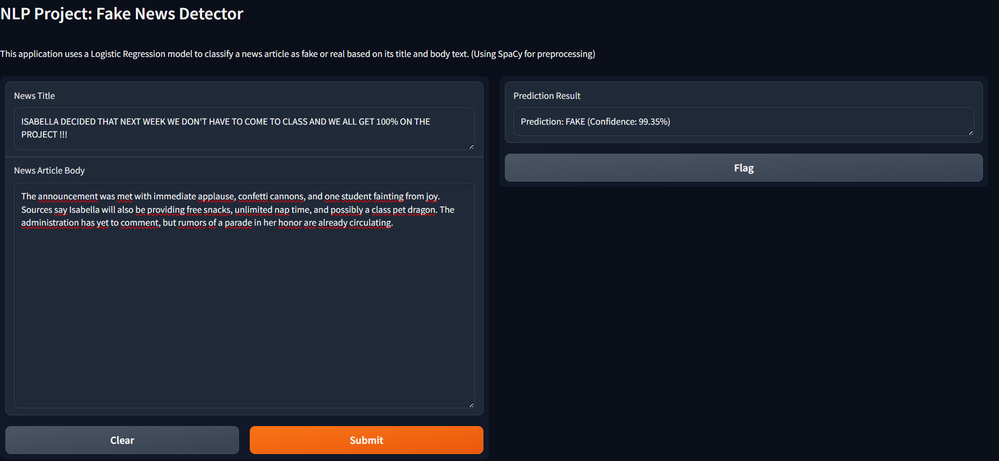 NLP Project: Fake News Detector
This application uses a Logistic Regression model to classify a news article as fake or real based on its title and body text. (Using SpaCy for preprocessing)
News Title
ISABELLA DECIDED THAT NEXT WEEK WE DON'T HAVE TO COME TO CLASS AND WE ALL GET 100% ON THE
PROJECT !!!
News Article Body
The announcement was met with immediate applause, confetti cannons, and one student fainting from joy.
Sources say Isabella will also be providing free snacks, unlimited nap time, and possibly a class pet dragon. The
administration has yet to comment, but rumors of a parade in her honor are already circulating.
Clear
Submit
Prediction Result
Prediction: FAKE (Confidence: 99.35%)
Flag